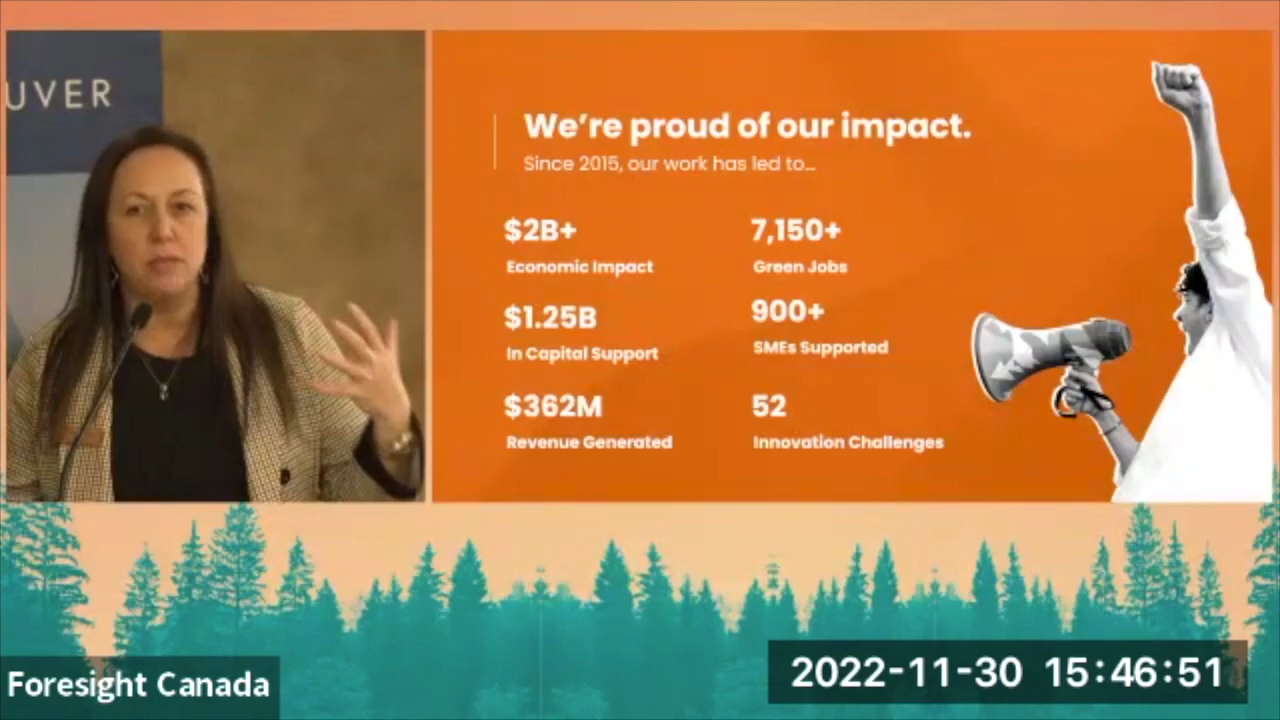 UVER
We're proud of our impact.
Since 2015, our work has led to...
$2B+
Economic Impact
7,150+
Green Jobs
$1.25B
In Capital Support
900+
SMEs Supported
$362M
Revenue Generated
52
Innovation Challenges
Foresight Canada
2022-11-30 15:46:51